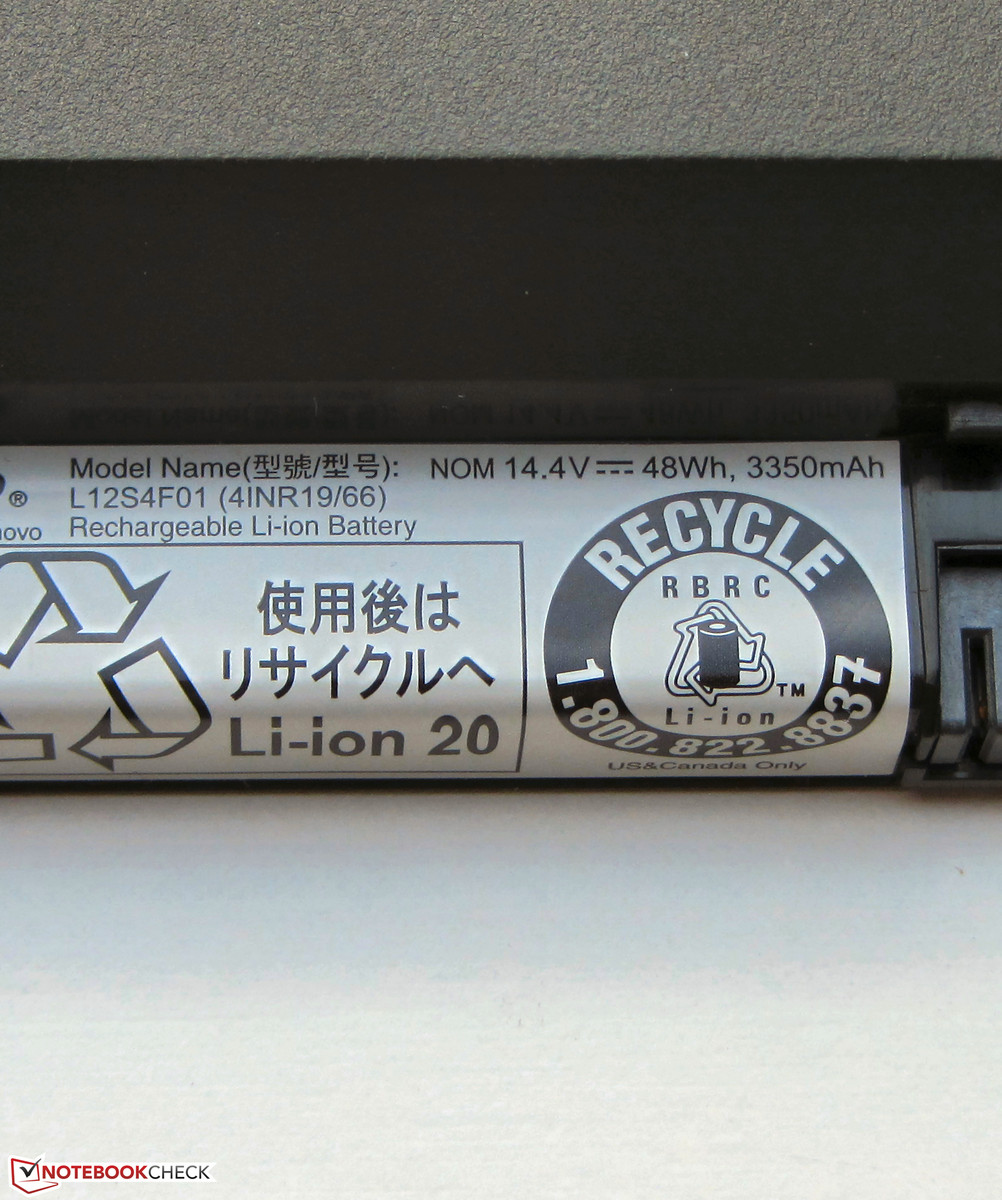 Model Name(型號/型号):
NOM 14.4V⎓ 48Wh, 3350mAh
L12S4F01 (4INR19/66)
Rechargeable Li-ion Battery
®
novo
使用後は
リサイクルへ
Li-ion 20
RECYCLE
RBRC
TM
Li-ion
1.800.822.8837
US&Canada Only
NOTEBOOKCHECK